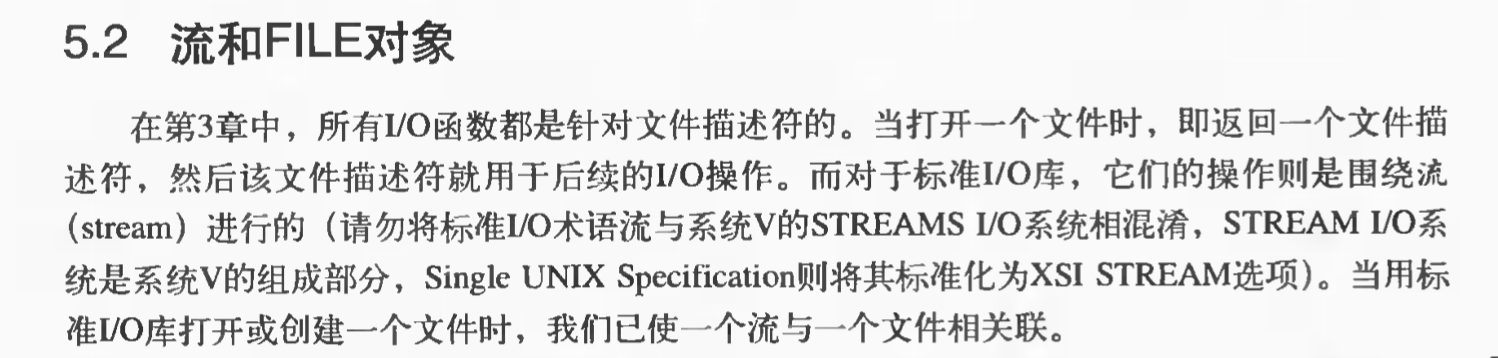 5.2 流和FILE对象
在第3章中，所有I/O函数都是针对文件描述符的。当打开一个文件时，即返回一个文件描
述符，然后该文件描述符就用于后续的I/O操作。而对于标准I/O库，它们的操作则是围绕流
（stream）进行的（请勿将标准I/O术语流与系统V的STREAMS I/O系统相混淆，STREAM I/O系
统是系统V的组成部分，Single UNIX Specification则将其标准化为XSI STREAM选项）。当用标
准I/O库打开或创建一个文件时，我们已使一个流与一个文件相关联。